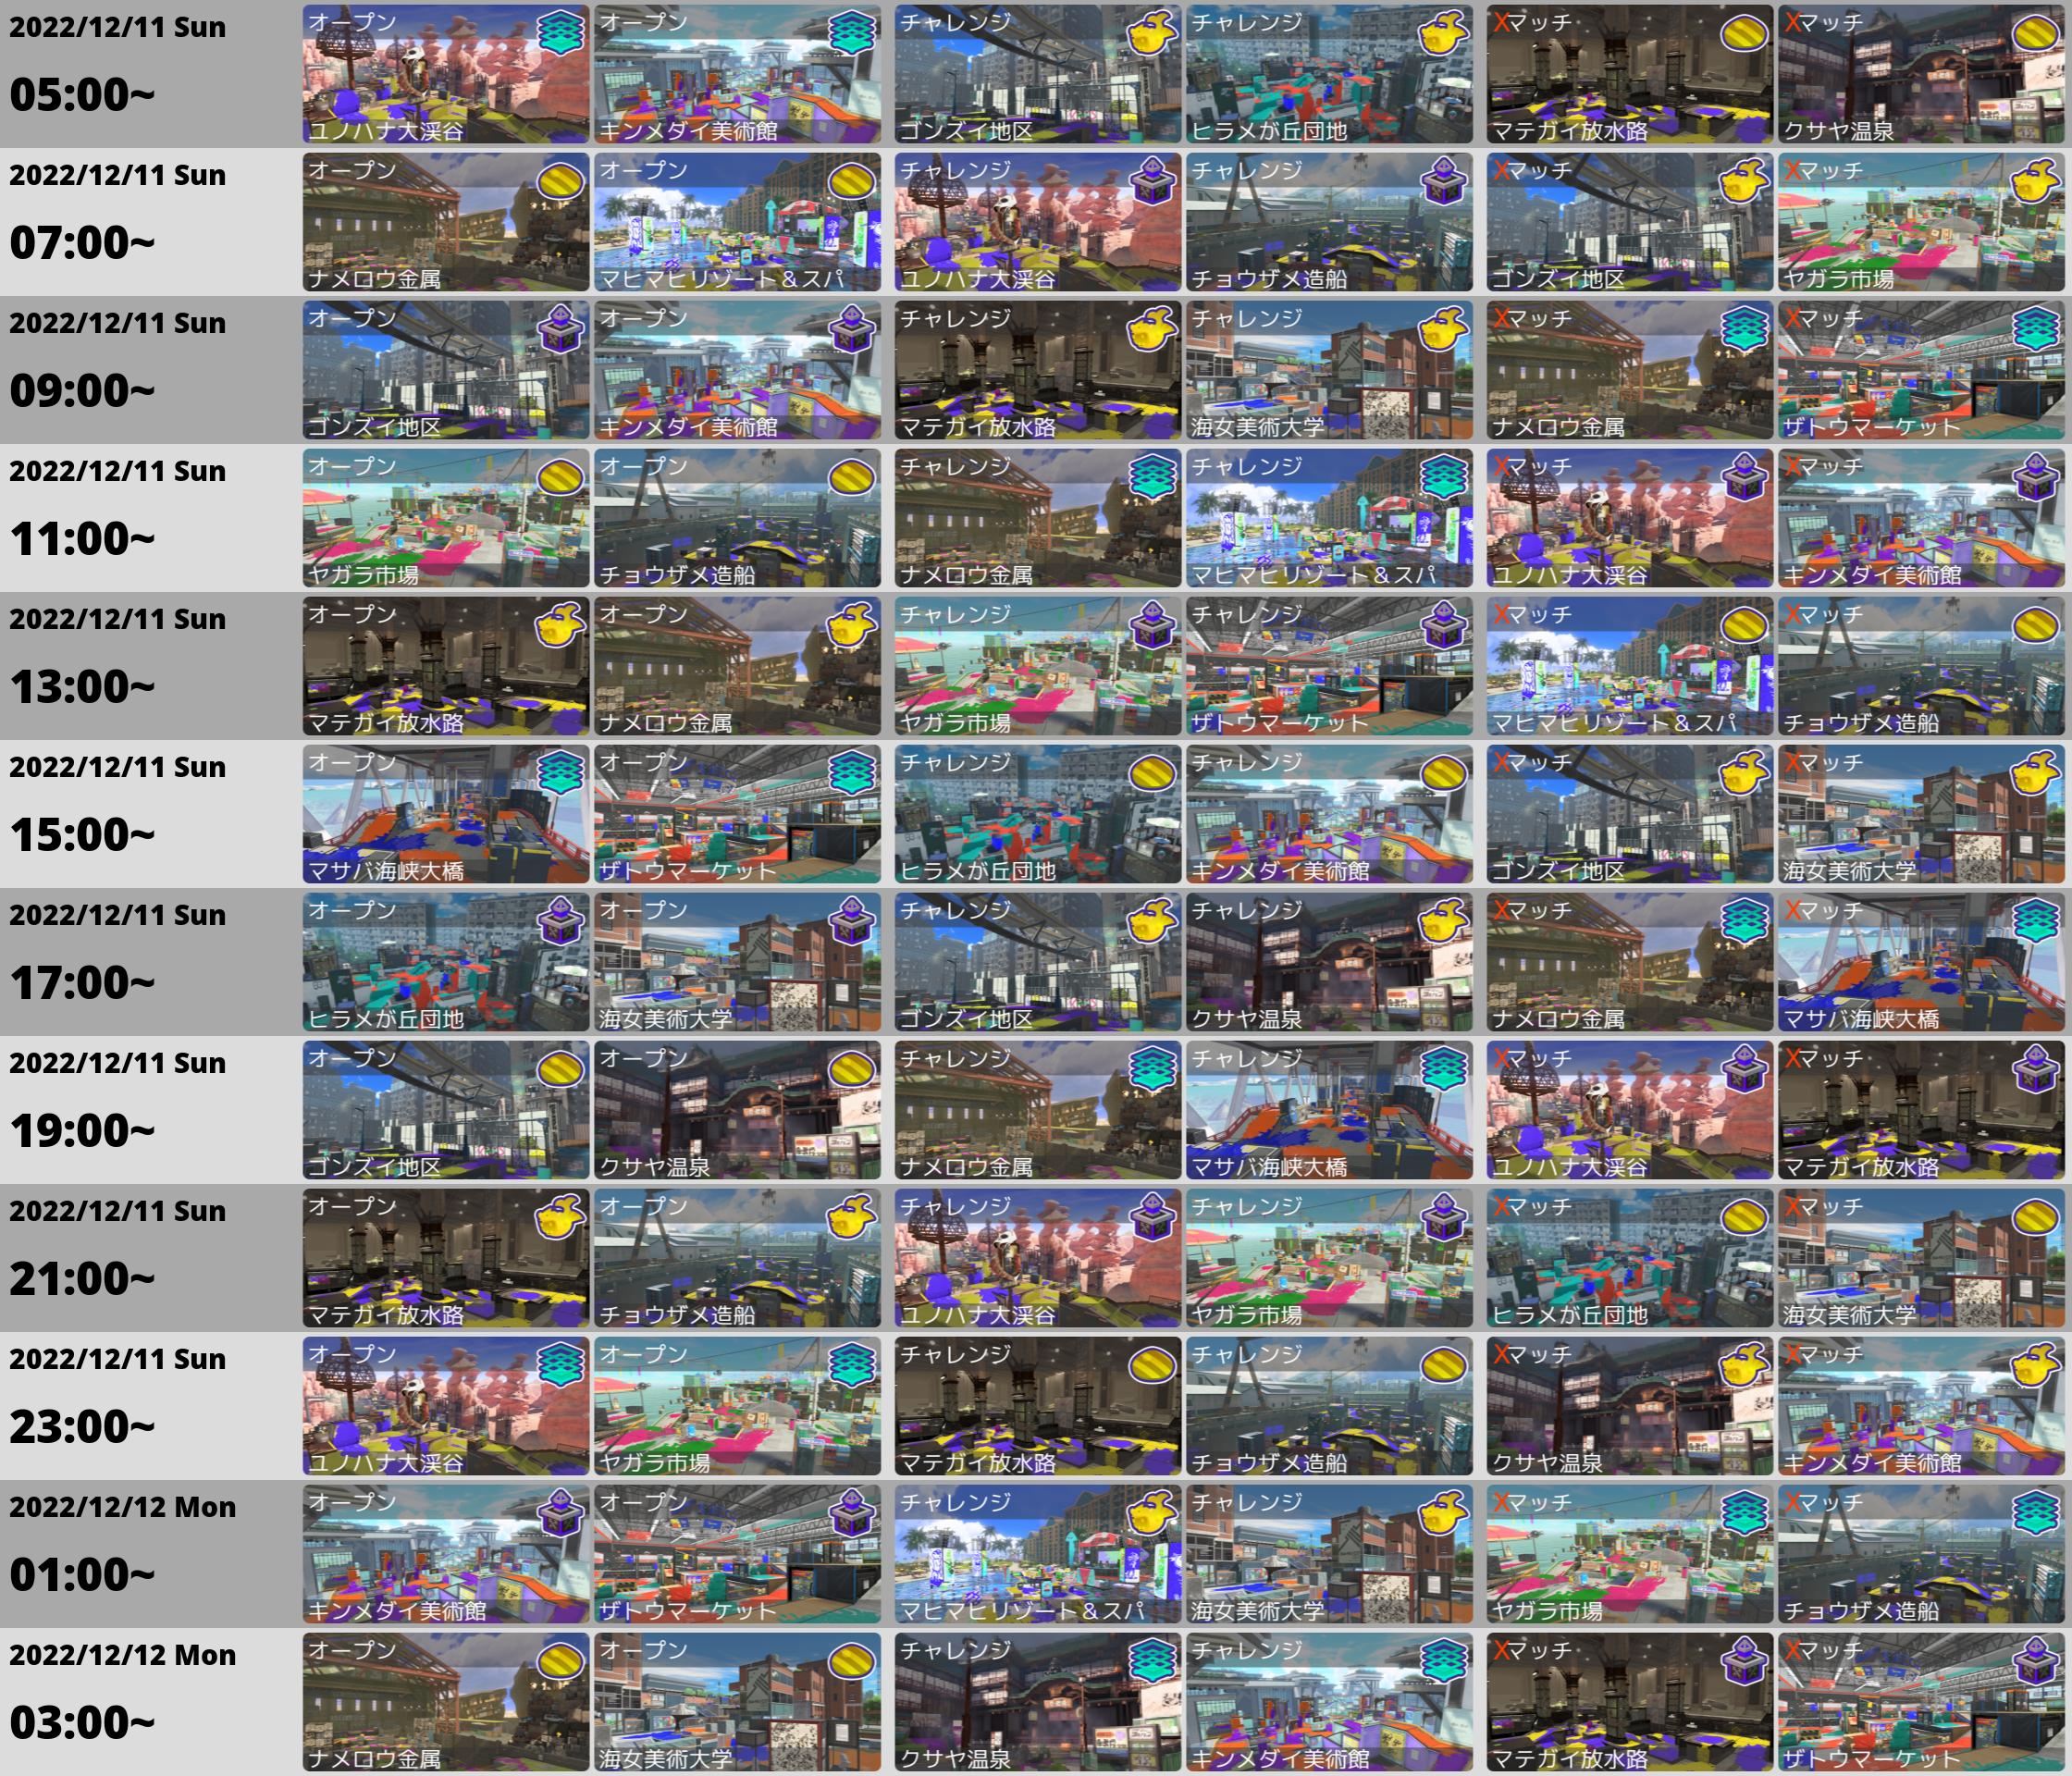 2022/12/11 Sun
05:00~
オープン オープン チャレンジ チャレンジ Xマッチ Xマッチ
ユノハナ大渓谷 キンメダイ美術館 ゴンズイ地区 ヒラメが丘団地 マテガイ放水路 クサヤ温泉
2022/12/11 Sun
07:00~
オープン オープン チャレンジ チャレンジ Xマッチ Xマッチ
ナメロウ金属 マヒマヒリゾート＆スパ ユノハナ大渓谷 チョウザメ造船 ゴンズイ地区 ヤガラ市場
2022/12/11 Sun
09:00~
オープン オープン チャレンジ チャレンジ Xマッチ Xマッチ
ゴンズイ地区 キンメダイ美術館 マテガイ放水路 海女美術大学 ナメロウ金属 ザトウマーケット
2022/12/11 Sun
11:00~
オープン オープン チャレンジ チャレンジ Xマッチ Xマッチ
ヤガラ市場 チョウザメ造船 ナメロウ金属 マヒマヒリゾート＆スパ ユノハナ大渓谷 キンメダイ美術館
2022/12/11 Sun
13:00~
オープン オープン チャレンジ チャレンジ Xマッチ Xマッチ
マテガイ放水路 ナメロウ金属 ヤガラ市場 ザトウマーケット マヒマヒリゾート＆スパ チョウザメ造船
2022/12/11 Sun
15:00~
オープン オープン チャレンジ チャレンジ Xマッチ Xマッチ
マサバ海峡大橋 ザトウマーケット ヒラメが丘団地 キンメダイ美術館 ゴンズイ地区 海女美術大学
2022/12/11 Sun
17:00~
オープン オープン チャレンジ チャレンジ Xマッチ Xマッチ
ヒラメが丘団地 海女美術大学 ゴンズイ地区 クサヤ温泉 ナメロウ金属 マサバ海峡大橋
2022/12/11 Sun
19:00~
オープン オープン チャレンジ チャレンジ Xマッチ Xマッチ
ゴンズイ地区 クサヤ温泉 ナメロウ金属 マサバ海峡大橋 ユノハナ大渓谷 マテガイ放水路
2022/12/11 Sun
21:00~
オープン オープン チャレンジ チャレンジ Xマッチ Xマッチ
マテガイ放水路 チョウザメ造船 ユノハナ大渓谷 ヤガラ市場 ヒラメが丘団地 海女美術大学
2022/12/11 Sun
23:00~
オープン オープン チャレンジ チャレンジ Xマッチ Xマッチ
ユノハナ大渓谷 ヤガラ市場 マテガイ放水路 チョウザメ造船 クサヤ温泉 キンメダイ美術館
2022/12/12 Mon
01:00~
オープン オープン チャレンジ チャレンジ Xマッチ Xマッチ
キンメダイ美術館 ザトウマーケット マヒマヒリゾート＆スパ 海女美術大学 ヤガラ市場 チョウザメ造船
2022/12/12 Mon
03:00~
オープン オープン チャレンジ チャレンジ Xマッチ Xマッチ
ナメロウ金属 海女美術大学 クサヤ温泉 キンメダイ美術館 マテガイ放水路 ザトウマーケット